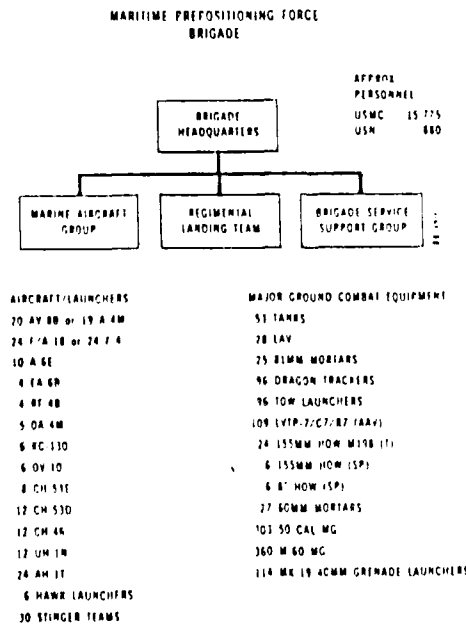 MARITIME PREPOSITIONING FORCE
BRIGADE
APPROX
PERSONNEL
USMC 15 775
USN 880
BRIGADE
HEADQUARTERS
MARINE AIRCRAFT
GROUP
REGIMENTAL
LANDING TEAM
BRIGADE SERVICE
SUPPORT GROUP
AIRCRAFT/LAUNCHERS
20 AV 8B or 19 A 4M
24 F/A 18 or 24 F 4
10 A 6E
4 EA 6B
4 RF 4B
5 OA 4M
6 KC 130
6 OV 10
8 CH 53E
12 CH 53D
12 CH 46
12 UH 1N
24 AH 1T
6 HAWK LAUNCHERS
30 STINGER TEAMS
MAJOR GROUND COMBAT EQUIPMENT
53 TANKS
28 LAV
25 81MM MORTARS
96 DRAGON TRACKERS
96 TOW LAUNCHERS
109 LVTP-7/C7/R7 (AAV)
24 155MM HOW M198 (T)
6 155MM HOW (SP)
6 8" HOW (SP)
27 60MM MORTARS
50 CAL MG
360 M 60 MG
114 MK 19 40MM GRENADE LAUNCHERS